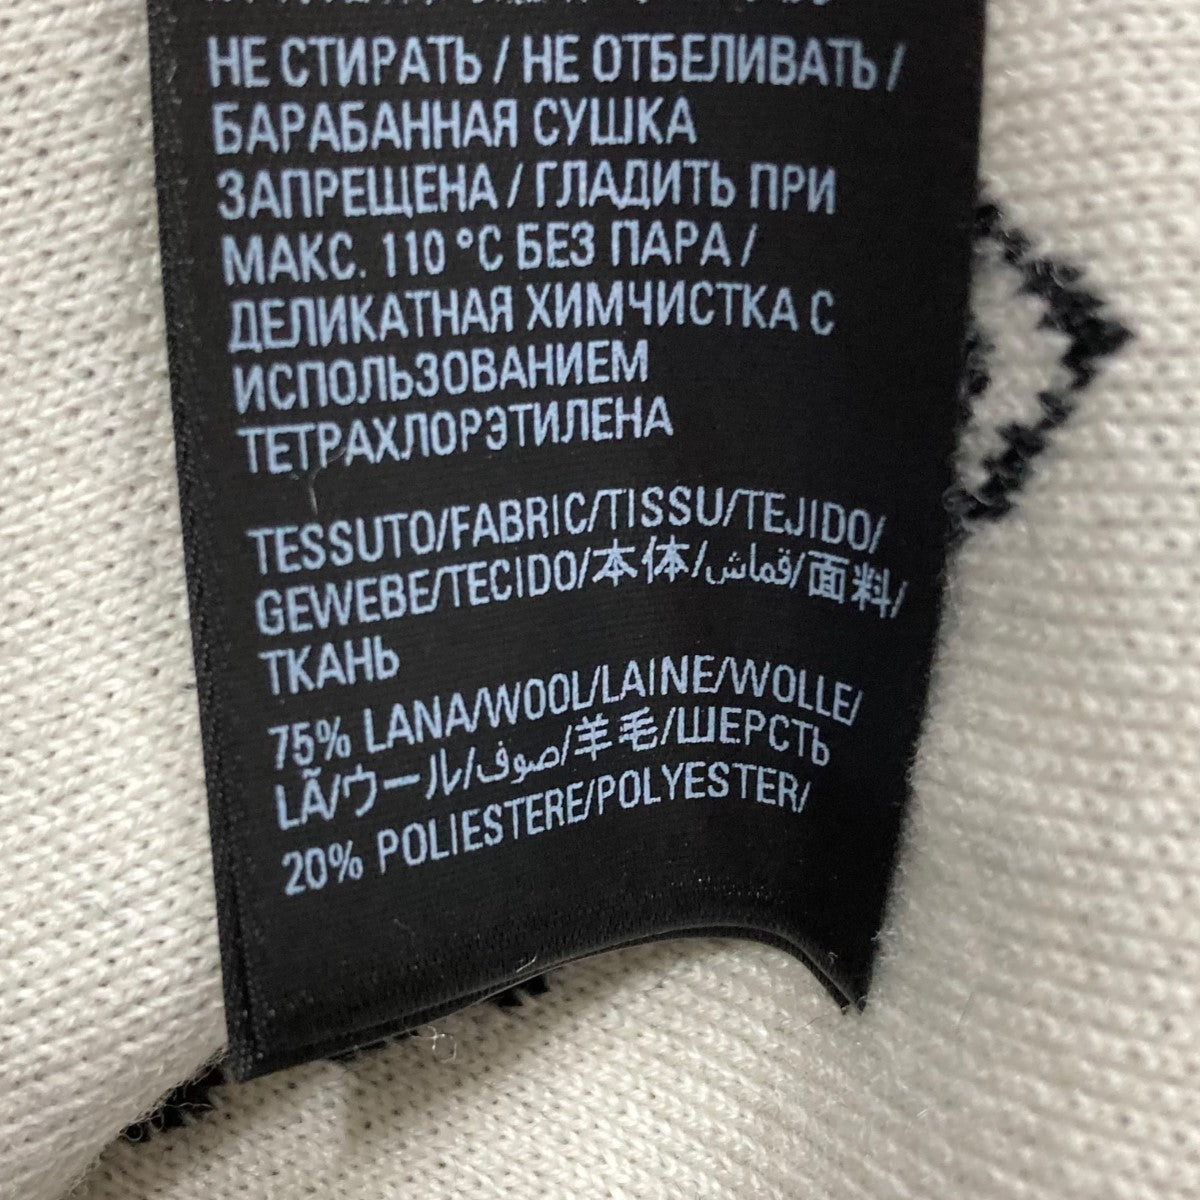 НЕ СТИРАТЬ / НЕ ОТБЕЛИВАТЬ /
БАРАБАННАЯ СУШКА
ЗАПРЕЩЕНА / ГЛАДИТЬ ПРИ
МАКС. 110 °C БЕЗ ПАРА /
ДЕЛИКАТНАЯ ХИМЧИСТКА С
ИСПОЛЬЗОВАНИЕМ
ТЕТРАХЛОРЭТИЛЕНА
TESSUTO/FABRIC/TISSU/TEJIDO/
GEWEBE/TECIDO/本体/قماش/面料/
ТКАНЬ
75% LANA/WOOL/LAINE/WOLLE/
LÃ/ウール/صوف/羊毛/ШЕРСТЬ
20% POLIESTERE/POLYESTER/